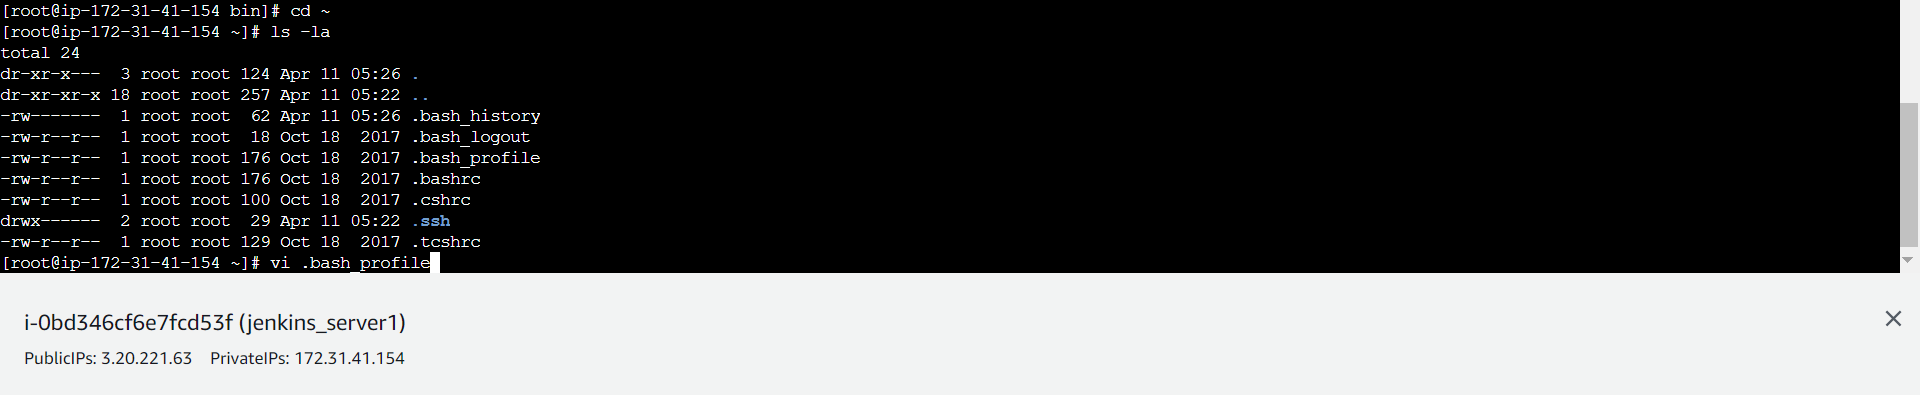 [root@ip-172-31-41-154 bin]# cd ~
[root@ip-172-31-41-154 ~]# ls -la
total 24
dr-xr-x---  3 root root 124 Apr 11 05:26 .
dr-xr-xr-x 18 root root 257 Apr 11 05:22 ..
-rw-------  1 root root  62 Apr 11 05:26 .bash_history
-rw-r--r--  1 root root  18 Oct 18  2017 .bash_logout
-rw-r--r--  1 root root 176 Oct 18  2017 .bash_profile
-rw-r--r--  1 root root 176 Oct 18  2017 .bashrc
-rw-r--r--  1 root root 100 Oct 18  2017 .cshrc
drwx------  2 root root  29 Apr 11 05:22 .ssh
-rw-r--r--  1 root root 129 Oct 18  2017 .tcshrc
[root@ip-172-31-41-154 ~]# vi .bash_profile
i-0bd346cf6e7fcd53f (jenkins_server1)
PublicIPs: 3.20.221.63    PrivateIPs: 172.31.41.154